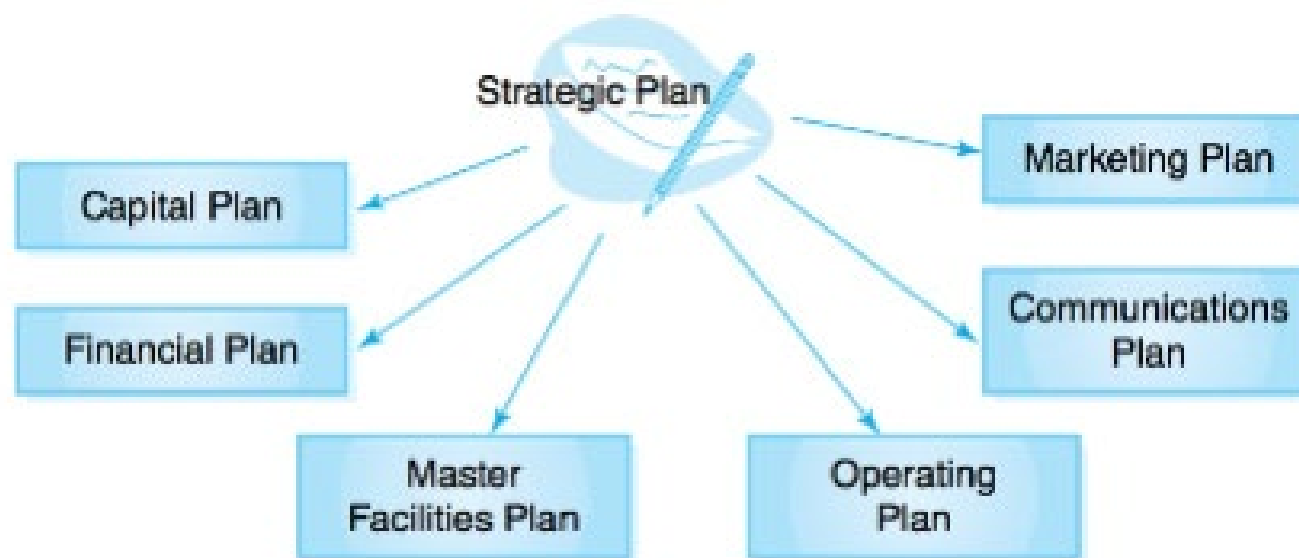 Strategic Plan
Capital Plan
Financial Plan
Master
Facilities Plan
Operating
Plan
Communications
Plan
Marketing Plan